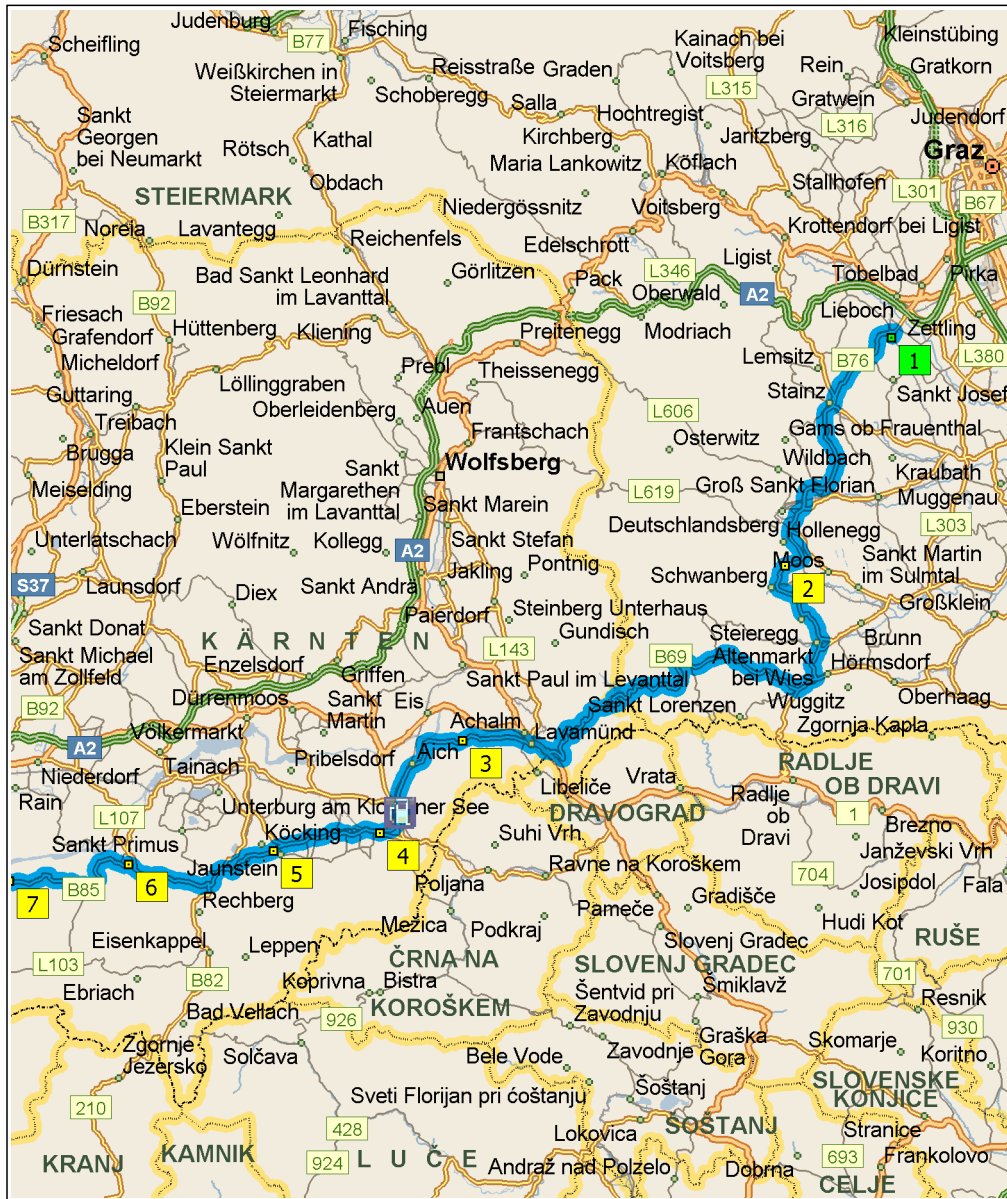 Judenburg
Fisching
Kleinstübing
Scheifling
B77
Kainach bei
Voitsberg
Rein
Gratkorn
Weißkirchen in
Steiermark
Reisstraße
Graden
L315
Gratwein
Schoberegg
Salla
Hochtregist
L316
Judendorf
Sankt
Georgen
bei Neumarkt
Kathal
Kirchberg
Jaritzberg
Rötsch
Maria Lankowitz
Köflach
Graz
Obdach
Stallhofen
L301
STEIERMARK
Niedergössnitz
Voitsberg
B67
B317
Noreia
Lavantegg
Reichenfels
Edelschrott
Krottendorf bei Ligist
Dürnstein
Bad Sankt Leonhard
im Lavanttal
Görlitzen
Pack
L346
Ligist
Tobelbad
Pirka
B92
Oberwald
A2
Friesach
Grafendorf
Hüttenberg
Kliening
Preitenegg
Modriach
Lieboch
Zettling
Micheldorf
Prebl
Theissenegg
Lemsitz
B76
1
L380
Guttaring
Löllinggraben
Oberleidenberg
Auen
Stainz
Sankt Josef
Treibach
L606
Gams ob Frauenthal
Brugga
Klein Sankt
Paul
Frantschach
Osterwitz
Sankt
Margarethen
im Lavanttal
Wolfsberg
Wildbach
Kraubath
Meiselding
L619
Groß Sankt Florian
Muggenau
Eberstein
Sankt Marein
Deutschlandsberg
Hollenegg
L303
Unterlatschach
Wölfnitz
Kollegg
A2
Sankt Stefan
Moos
Sankt Martin
im Sulmtal
S37
Launsdorf
Sankt Andrä
Jakling
Pontnig
Schwanberg
2
Diex
Paierdorf
Steinberg Unterhaus
Großklein
Sankt Donat
KÄRNTEN
Gundisch
Steieregg
Brunn
Sankt Michael
am Zollfeld
Enzelsdorf
L143
B69
Altenmarkt
bei Wies
Hörmsdorf
Griffen
Sankt Paul im Levanttal
Dürrenmoos
Sankt
Martin
Eis
Sankt Lorenzen
Wuggitz
Oberhaag
B92
Achalm
Lavamünd
Zgornja Kapla
A2
Völkermarkt
Pribelsdorf
Aich
3
RADLJE
OB DRAVI
Niederdorf
Tainach
Libeliče
Vrata
Rain
L107
Unterburg am Klopeiner See
DRAVOGRAD
Radlje
ob
Dravi
1
Brezno
Sankt Primus
Köcking
4
Suhi Vrh
Janževski Vrh
Jaunstein
5
Ravne na Koroškem
704
7
B85
6
Rechberg
Poljana
Gradišče
Josipdol
Fala
Mežica
Pameče
Hudi Kot
Eisenkappel
Leppen
Podkraj
Slovenj Gradec
RUŠE
L103
ČRNA NA
KOROŠKEM
SLOVENJ GRADEC
701
Ebriach
B82
Koprivna
Bistra
Šmiklavž
Bad Vellach
926
Šentvid pri
Zavodnju
Resnik
Zgornje
Jezersko
Solčava
Graška
Gora
930
Bele Vode
Zavodnje
Skomarje
Koritno
210
Sveti Florijan pri ćoštanju
Šoštanj
SLOVENSKE
KONJICE
428
ŠOŠTANJ
Stranice
Lokovica
KRANJ
KAMNIK
924
LUČE
Andraž nad Polzelo
Dobrna
693
Frankolovo
CELJE